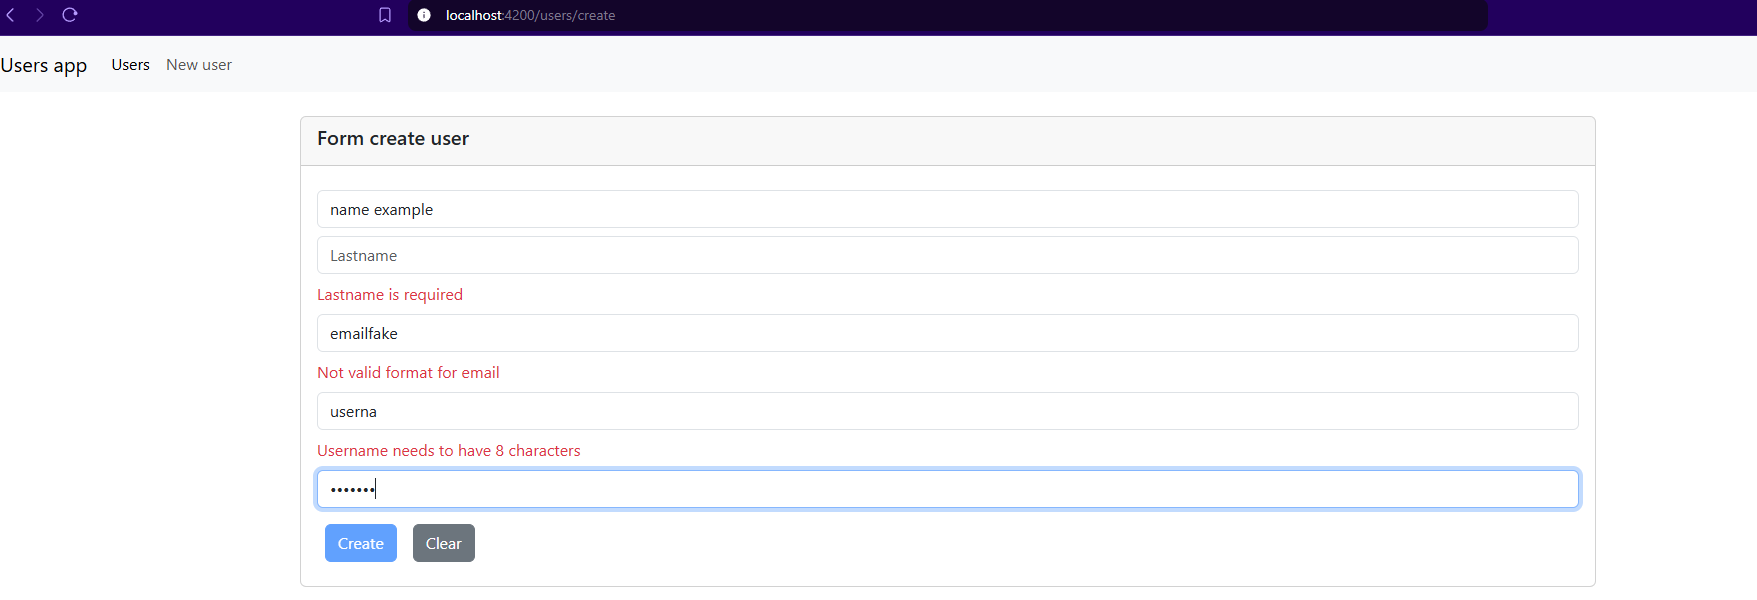 localhost:4200/users/create
Users app Users New user
Form create user
name example
Lastname
Lastname is required
emailfake
Not valid format for email
userna
Username needs to have 8 characters
•••••••
Create Clear